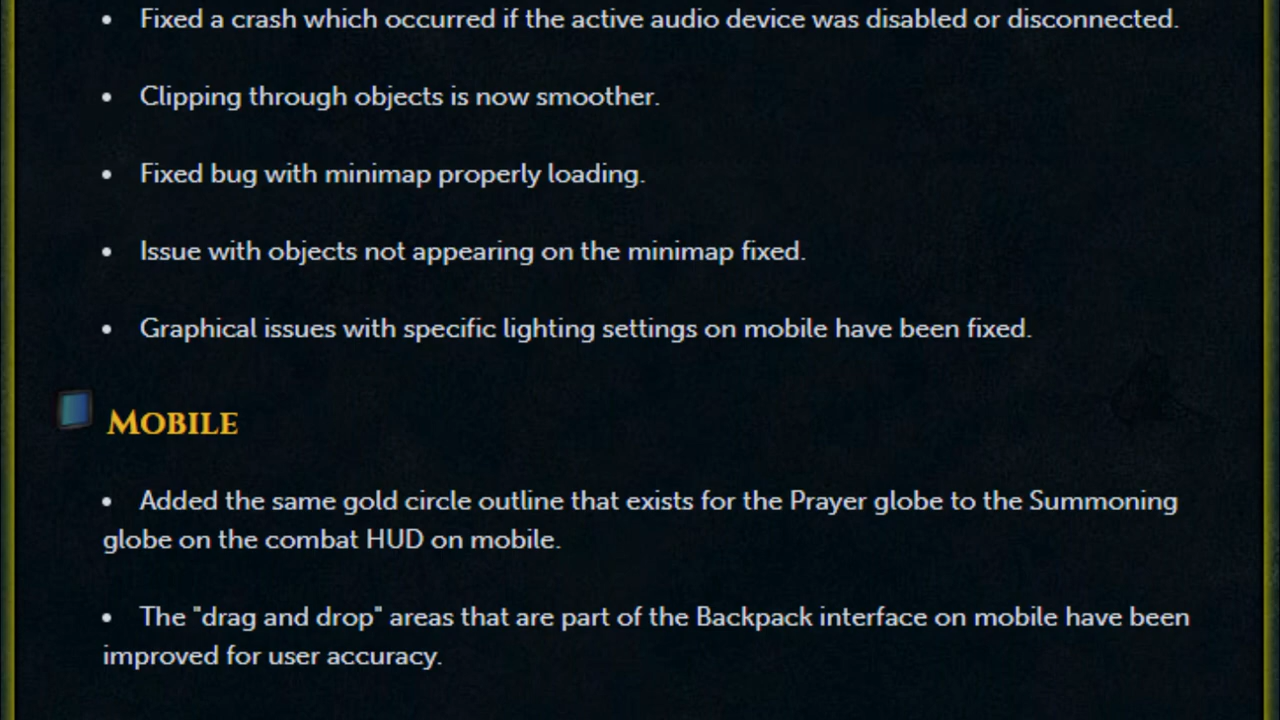 • Fixed a crash which occurred if the active audio device was disabled or disconnected.
• Clipping through objects is now smoother.
• Fixed bug with minimap properly loading.
• Issue with objects not appearing on the minimap fixed.
• Graphical issues with specific lighting settings on mobile have been fixed.
MOBILE
• Added the same gold circle outline that exists for the Prayer globe to the Summoning
globe on the combat HUD on mobile.
• The "drag and drop" areas that are part of the Backpack interface on mobile have been
improved for user accuracy.